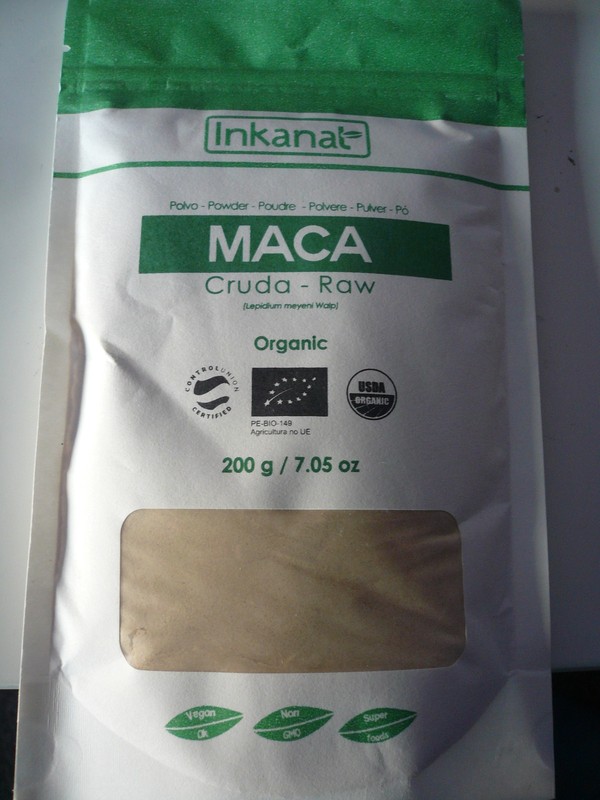 Inkanat
Polvo - Powder - Poudre - Polvere - Pulver - Pó
MACA
Cruda - Raw
(Lepidium meyeni Walp)
Organic
CONTROLUNION
CERTIFIED
USDA
ORGANIC
PE-BIO-149
Agricultura no UE
200 g / 7.05 oz
Vegan
Ok
Non
GMO
Super
foods